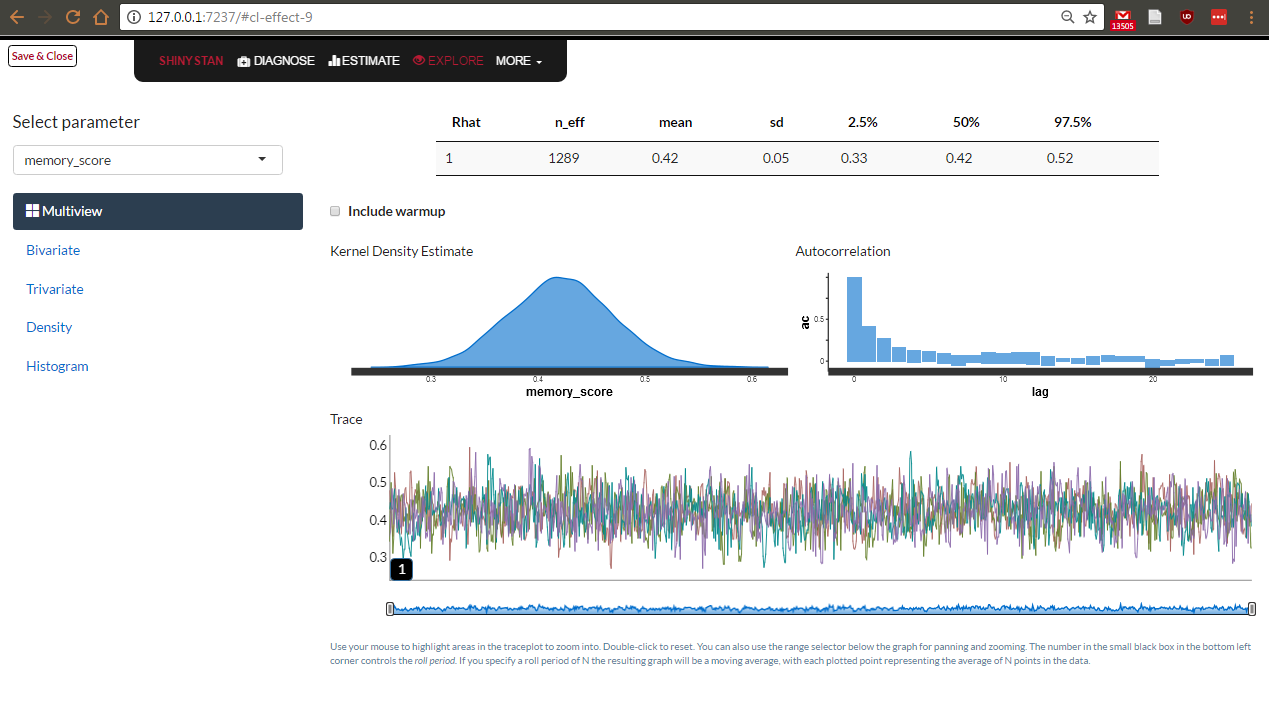 127.0.0.1:7237/#cl-effect-9
13505
UO
Save & Close
SHINYSTAN DIAGNOSE ESTIMATE EXPLORE MORE
Select parameter
memory_score
Multiview
Bivariate
Trivariate
Density
Histogram
Rhat n_eff mean sd 2.5% 50% 97.5%
1 1289 0.42 0.05 0.33 0.42 0.52
Include warmup
Kernel Density Estimate
0.3 0.4 0.5 0.6
memory_score
Autocorrelation
ac
0.5
0
0 10 20
lag
Trace
0.6
0.5
0.4
0.3
1
Use your mouse to highlight areas in the traceplot to zoom into. Double-click to reset. You can also use the range selector below the graph for panning and zooming. The number in the small black box in the bottom left
corner controls the roll period. If you specify a roll period of N the resulting graph will be a moving average, with each plotted point representing the average of N points in the data.